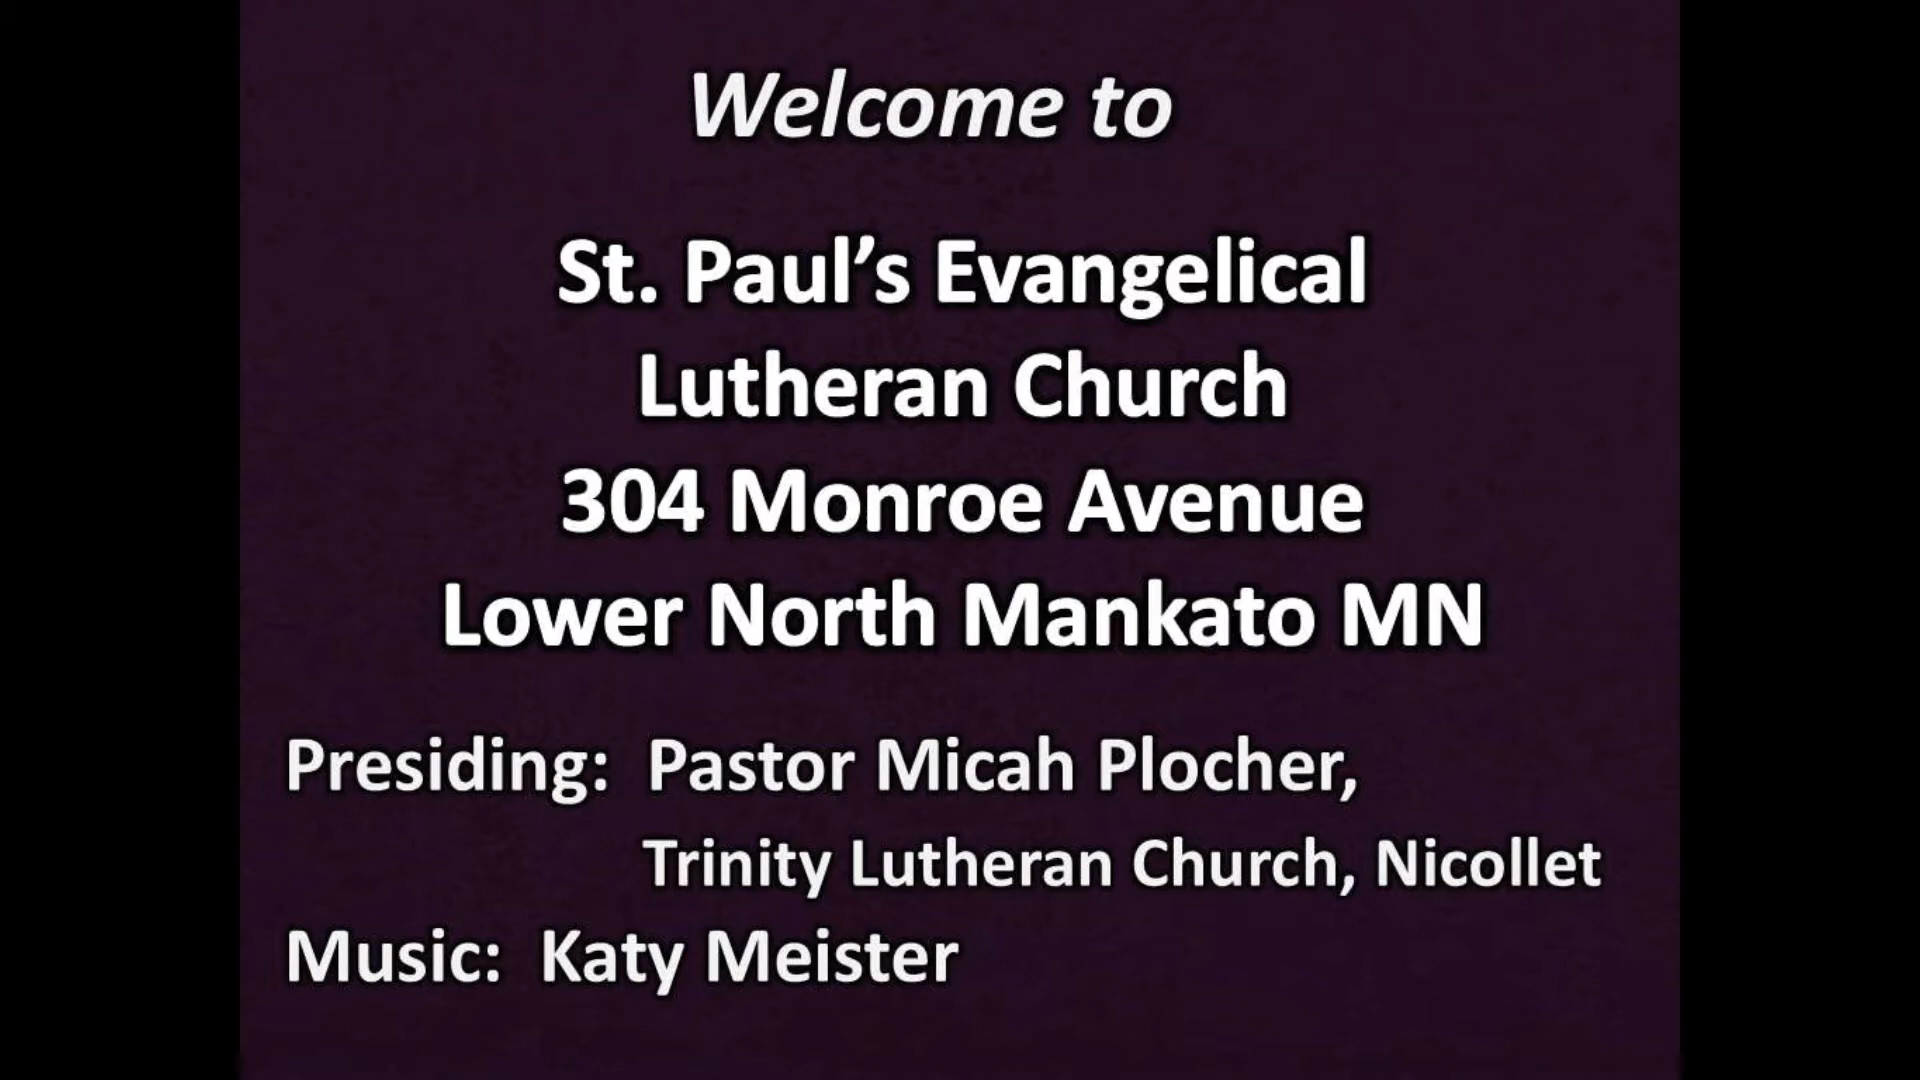 Welcome to
St. Paul’s Evangelical
Lutheran Church
304 Monroe Avenue
Lower North Mankato MN
Presiding: Pastor Micah Plocher,
Trinity Lutheran Church, Nicollet
Music: Katy Meister